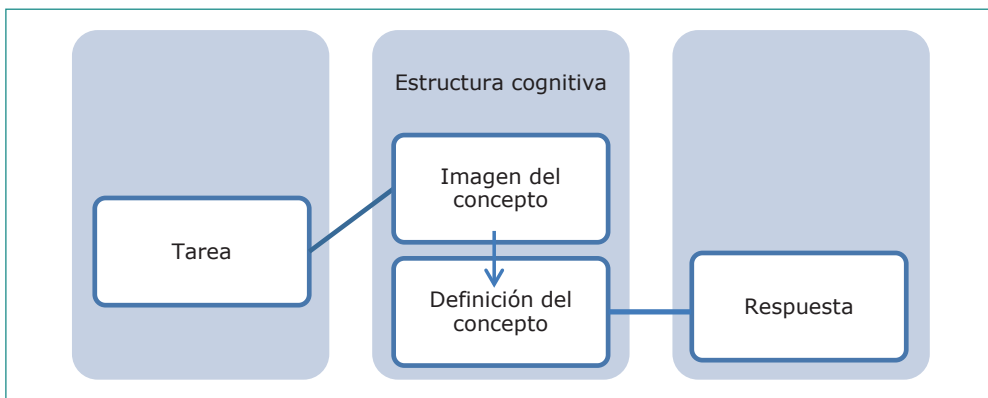 Estructura cognitiva
Tarea
Imagen del
concepto
Definición del
concepto
Respuesta